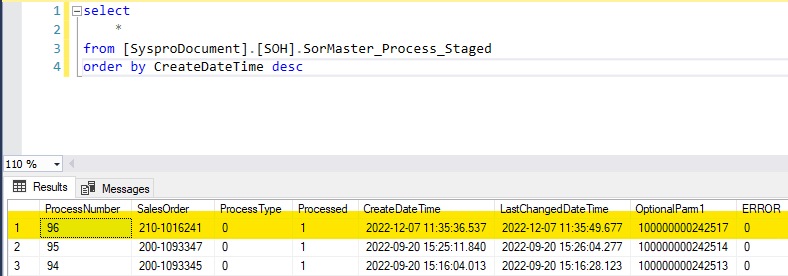 1 select
2 *
3 from [SysproDocument].[SOH].SorMaster_Process_Staged
4 order by CreateDateTime desc
110 %
Results Messages
ProcessNumber SalesOrder ProcessType Processed CreateDateTime LastChangedDateTime OptionalParm1 ERROR
1 96 210-1016241 0 1 2022-12-07 11:35:36.537 2022-12-07 11:35:49.677 100000000242517 0
2 95 200-1093347 0 1 2022-09-20 15:25:11.840 2022-09-20 15:26:04.277 100000000242514 0
3 94 200-1093345 0 1 2022-09-20 15:16:04.013 2022-09-20 15:16:28.123 100000000242513 0